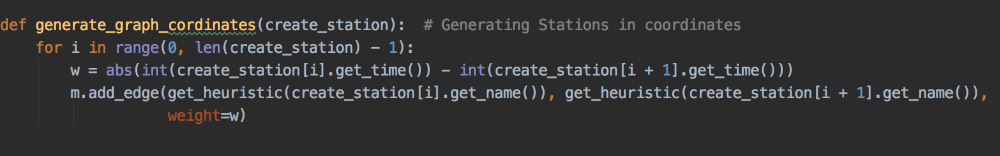 def generate_graph_cordinates(create_station):  # Generating Stations in coordinates
    for i in range(0, len(create_station) - 1):
        w = abs(int(create_station[i].get_time()) - int(create_station[i + 1].get_time()))
        m.add_edge(get_heuristic(create_station[i].get_name()), get_heuristic(create_station[i + 1].get_name()),
                   weight=w)